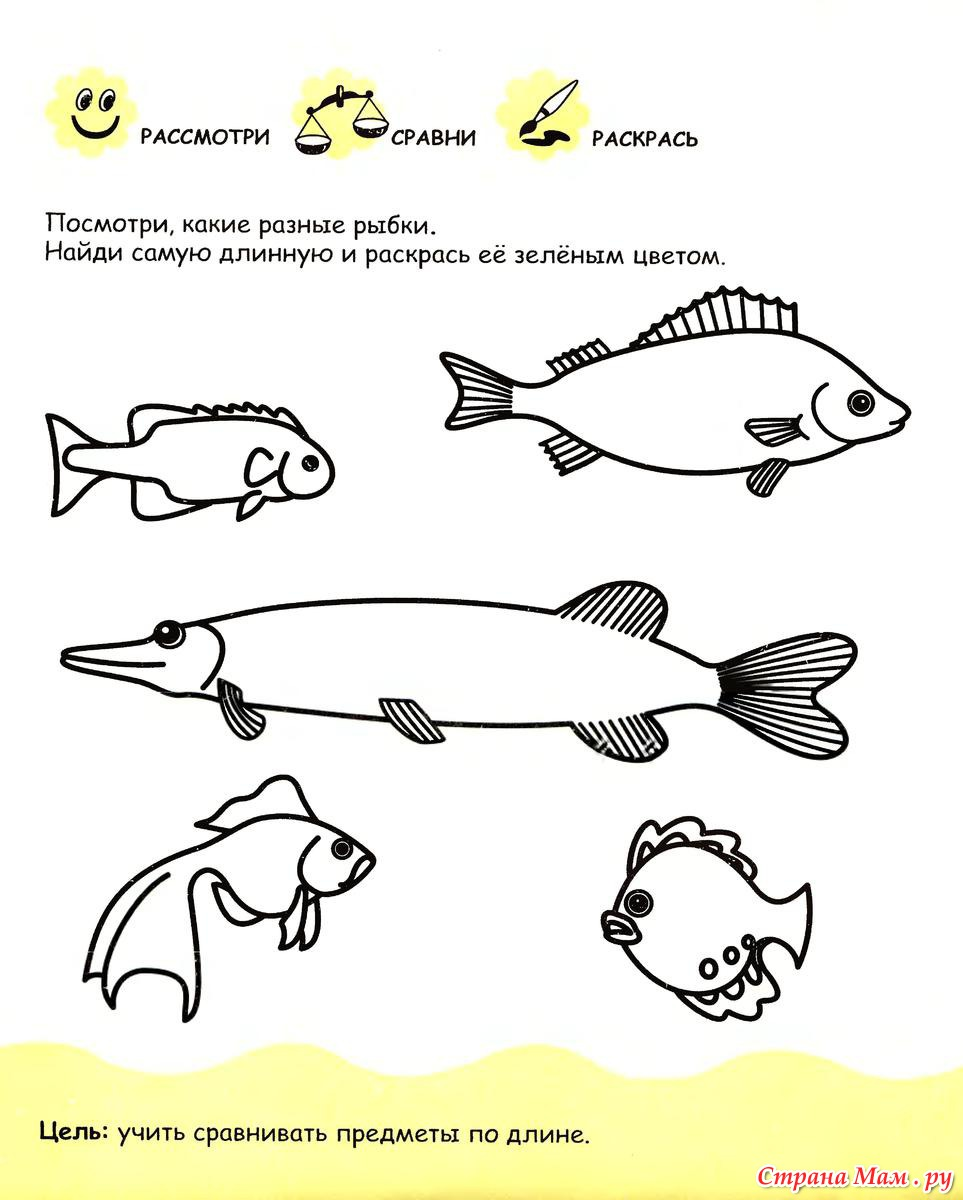 РАССМОТРИ СРАВНИ РАСКРАСЬ
Посмотри, какие разные рыбки.
Найди самую длинную и раскрась её зелёным цветом.
Цель: учить сравнивать предметы по длине.
Страна Мам . ру